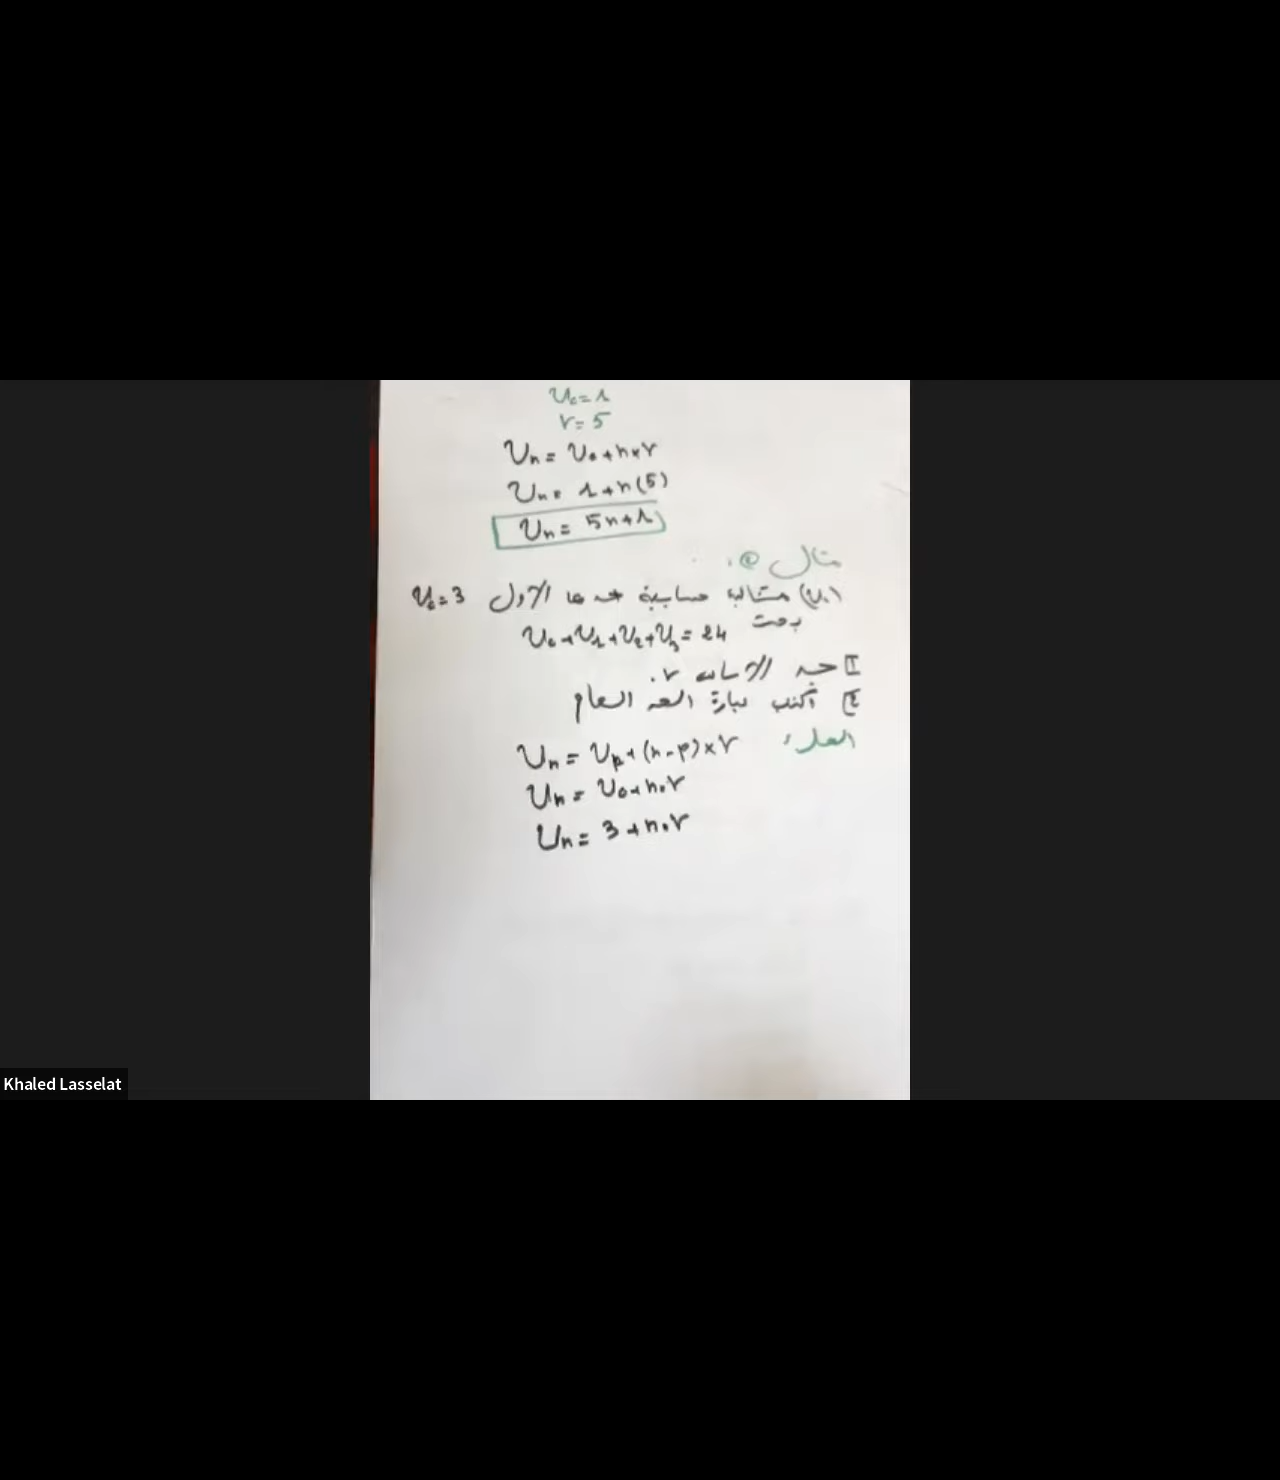 U₀ = 1
r = 5
Uₙ = U₀ + n×r
Uₙ = 1 + n(5)
Uₙ = 5n+1
مثال ②:
(Uₙ) متتالية حسابية حدها الأول U₀ = 3
بحيث U₀ + U₁ + U₂ + U₃ = 24
1 جد الأساس r.
2 أكتب عبارة الحد العام
الحل:
Uₙ = Uₚ + (n-p)×r
Uₙ = U₀ + n.r
Uₙ = 3 + n.r
Khaled Lasselat